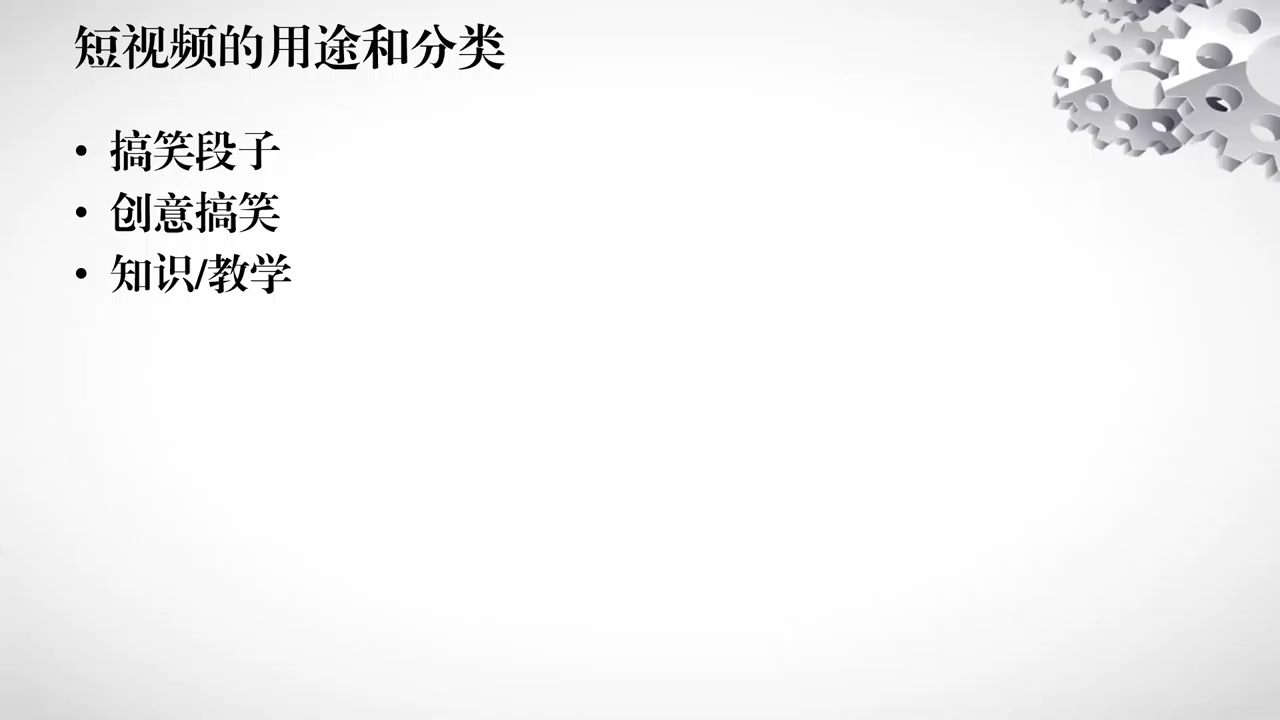 短视频的用途和分类
• 搞笑段子
• 创意搞笑
• 知识/教学